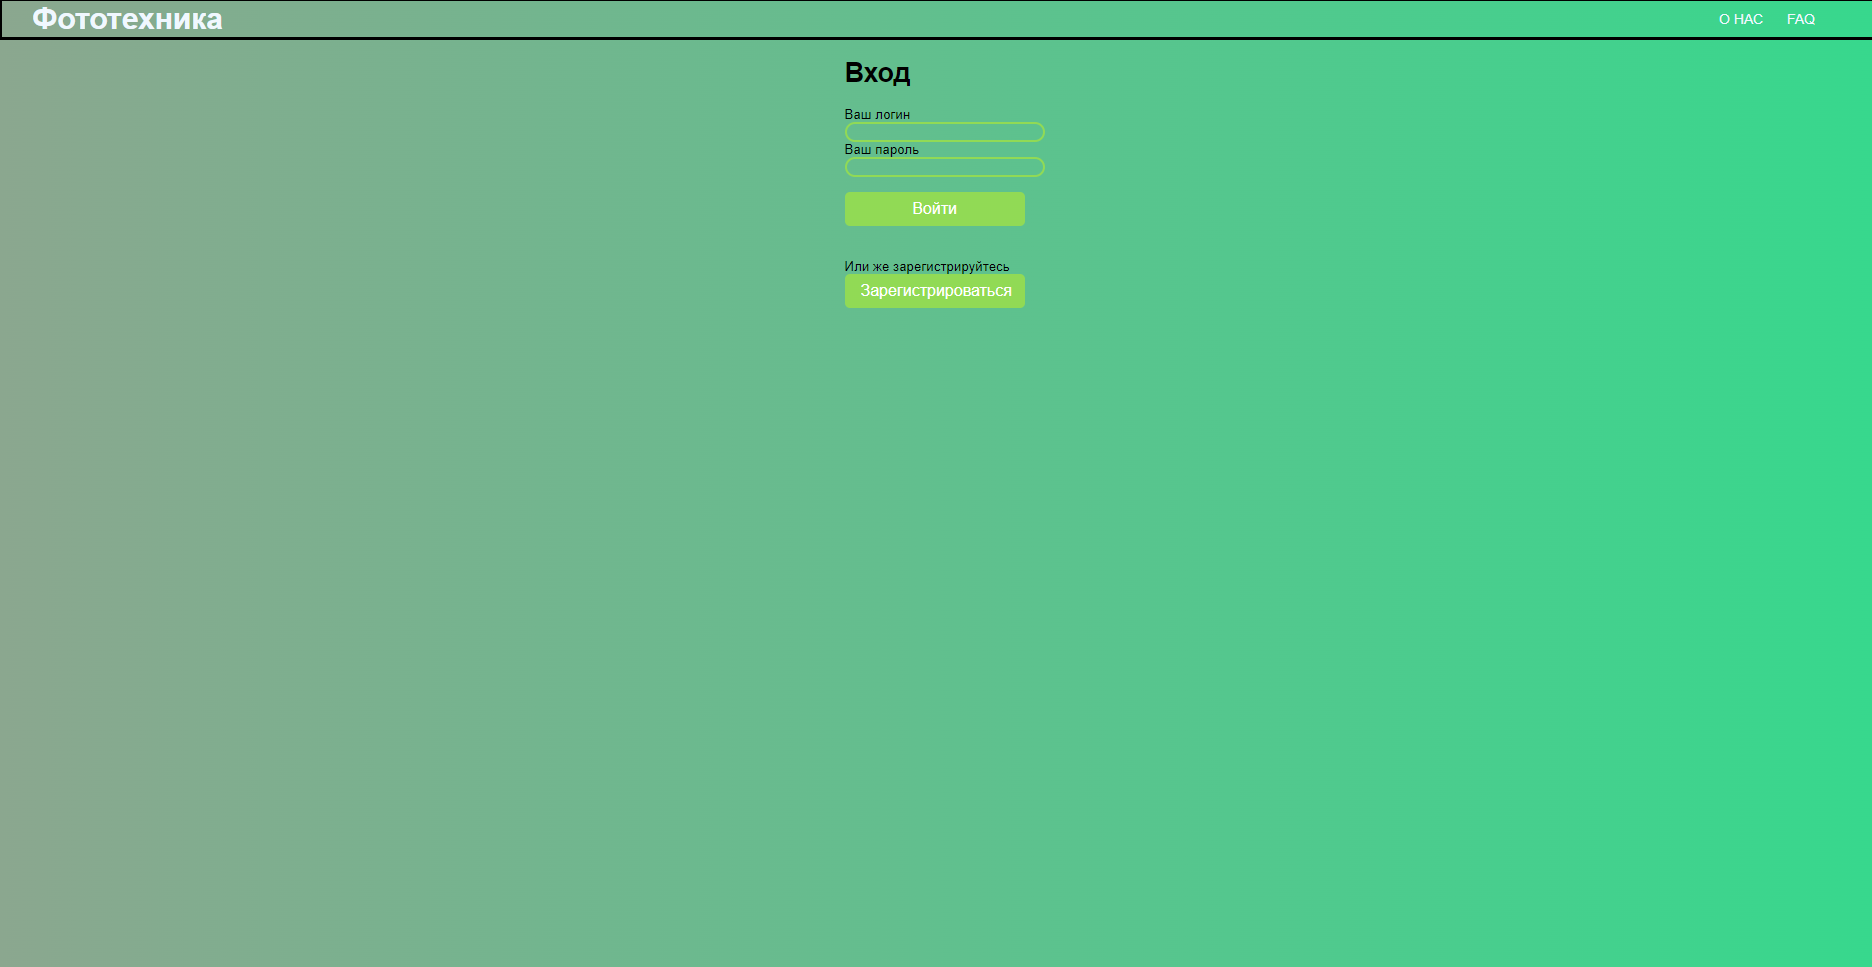 Фототехника
О НАС FAQ
Вход
Ваш логин
Ваш пароль
Войти
Или же зарегистрируйтесь
Зарегистрироваться